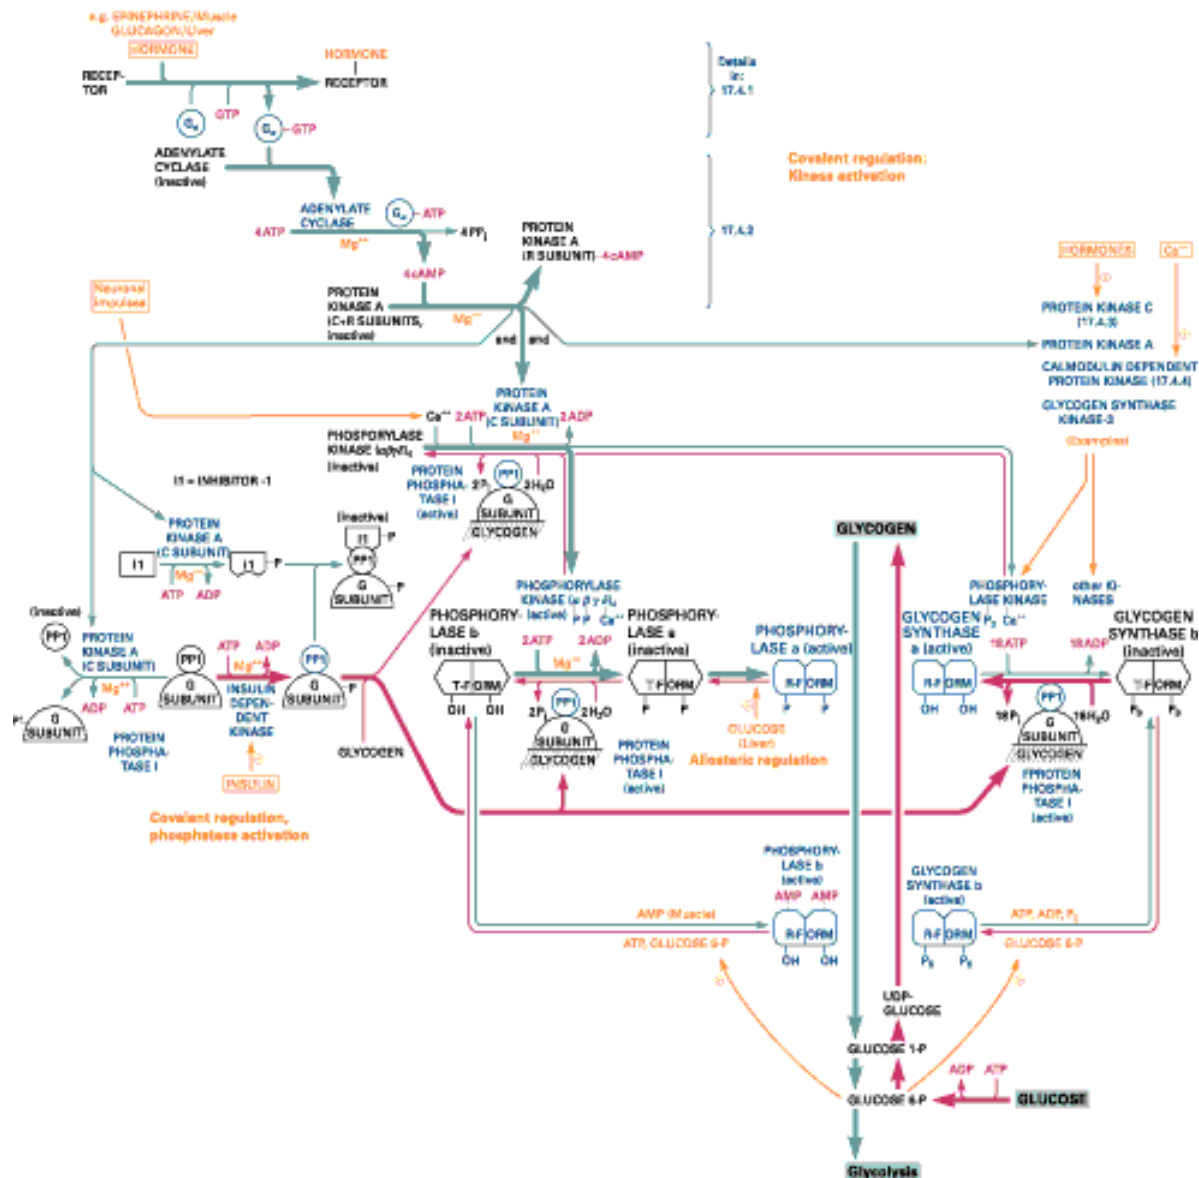 e.g. EPINEPHRINE/Muscle
GLUCAGON/Liver
HORMONE
HORMONE
RECEP-
TOR
RECEPTOR
GTP
GTP
ADENYLATE
CYCLASE
(inactive)
Details
in:
17.4.1
Covalent regulation:
Kinase activation
ADENYLATE
CYCLASE
ATP
4ATP
Mg++
4PPi
PROTEIN
KINASE A
(R SUBUNIT)-4cAMP
17.4.2
4cAMP
PROTEIN
KINASE A
(C+R SUBUNITS,
inactive)
Mg++
and
and
Neuronal
impulses
HORMONES
Ca++
PROTEIN KINASE C
(17.4.3)
PROTEIN KINASE A
CALMODULIN DEPENDENT
PROTEIN KINASE (17.4.4)
GLYCOGEN SYNTHASE
KINASE-3
(Examples)
PROTEIN
KINASE A
(C SUBUNIT)
Ca++
2ATP
2ADP
Mg++
PHOSPORYLASE
KINASE (αβγδ)4
(inactive)
PROTEIN
PHOSPHA-
TASE I
(active)
2Pi
PP1
2H2O
G
SUBUNIT
GLYCOGEN
I1 = INHIBITOR -1
PROTEIN
KINASE A
(C SUBUNIT)
I1
Mg++
I1
P
ATP
ADP
(inactive)
I1
P
PP1
G
P
SUBUNIT
GLYCOGEN
PHOSPHORYLASE
KINASE (α β γ δ)4
(active)
P P
Ca++
PHOSPHORY-
LASE KINASE
Ca++
other KI-
NASES
(inactive)
PP1
PROTEIN
KINASE A
(C SUBUNIT)
Mg++
ADP
ATP
G
SUBUNIT
PROTEIN
PHOSPHA-
TASE I
PP1
G
SUBUNIT
ATP
ADP
Mg++
INSULIN
DEPEN-
DENT
KINASE
INSULIN
PP1
G
P
SUBUNIT
GLYCOGEN
Covalent regulation,
phosphatase activation
PHOSPHORY-
LASE b
(inactive)
T-FORM
OH
OH
2ATP
2ADP
Mg++
2Pi
PP1
2H2O
G
SUBUNIT
GLYCOGEN
PROTEIN
PHOSPHA-
TASE I
(active)
PHOSPHORY-
LASE a
(inactive)
T-FORM
P
P
PHOSPHORY-
LASE a (active)
R-FORM
P
P
GLUCOSE
(Liver)
Allosteric regulation
GLYCOGEN
SYNTHASE
a (active)
R-FORM
OH
OH
18ATP
18ADP
18Pi
PP1
18H2O
G
SUBUNIT
GLYCOGEN
FPROTEIN
PHOSPHA-
TASE I
(active)
GLYCOGEN
SYNTHASE b
(inactive)
T-FORM
P9
P9
PHOSPHORY-
LASE b
(active)
AMP
AMP
R-FORM
OH
OH
AMP (Muscle)
ATP, GLUCOSE 6-P
GLYCOGEN
SYNTHASE b
(active)
R-FORM
P9
P9
ATP, ADP, Pi
GLUCOSE 6-P
UDP-
GLUCOSE
GLUCOSE 1-P
ADP
ATP
GLUCOSE 6-P
GLUCOSE
Glycolysis